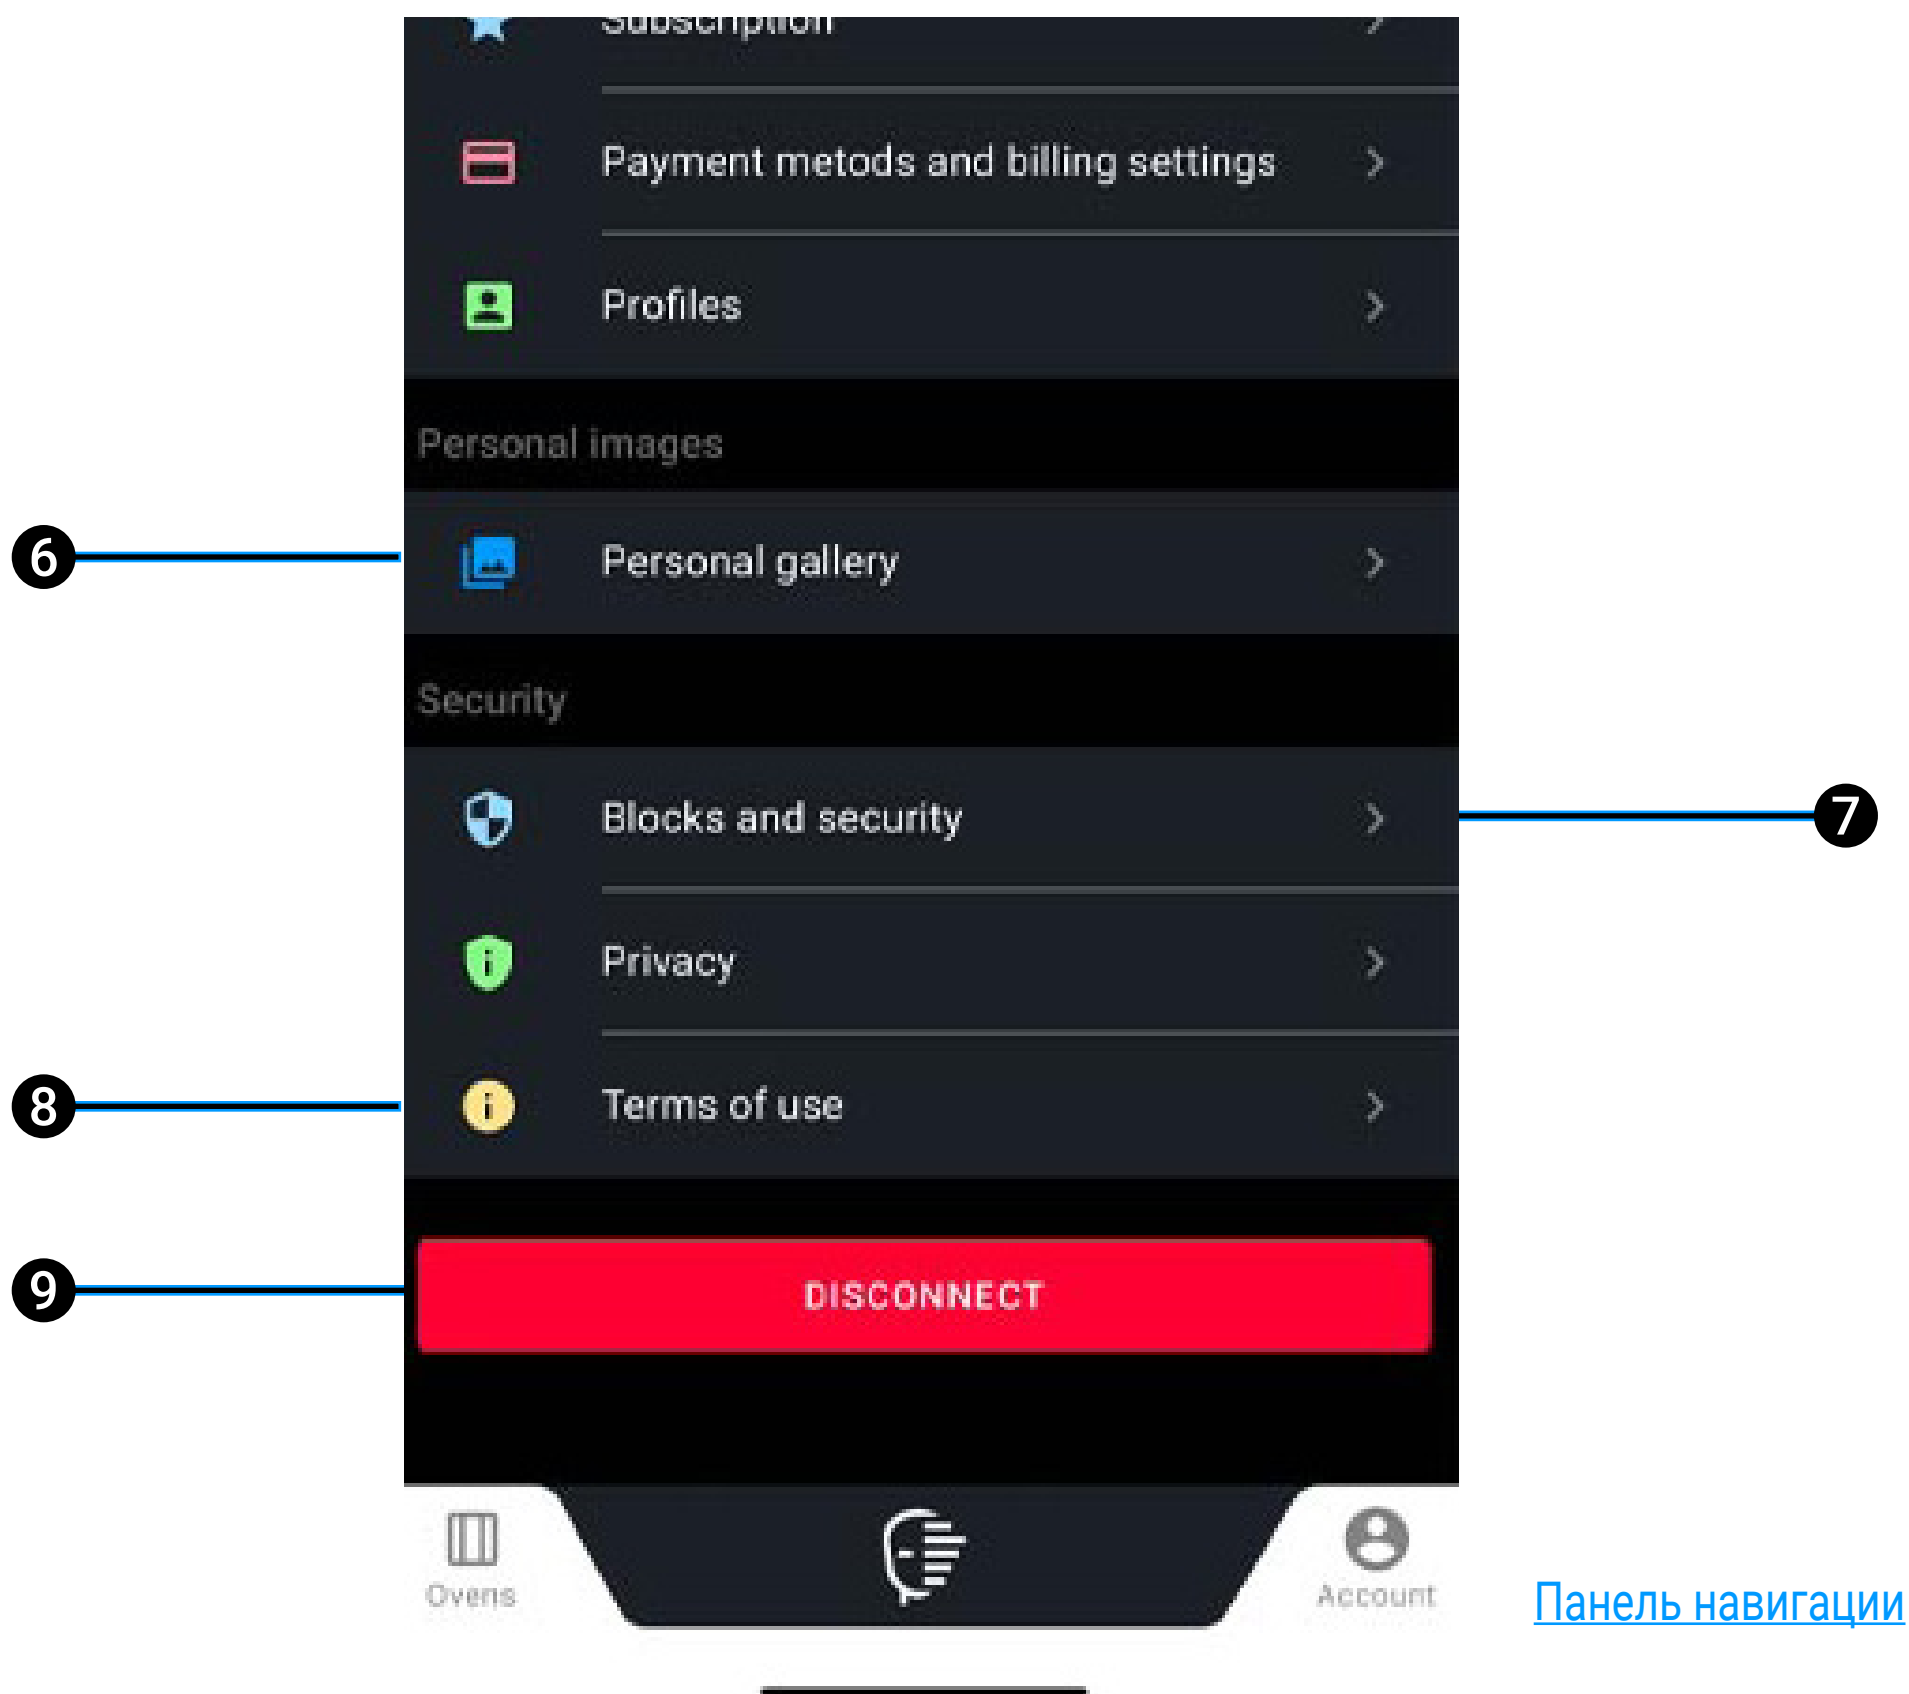 Subscription
Payment metods and billing settings
Profiles
Personal images
6
Personal gallery
Security
Blocks and security
7
Privacy
8
Terms of use
9
DISCONNECT
Ovens
Account
Панель навигации